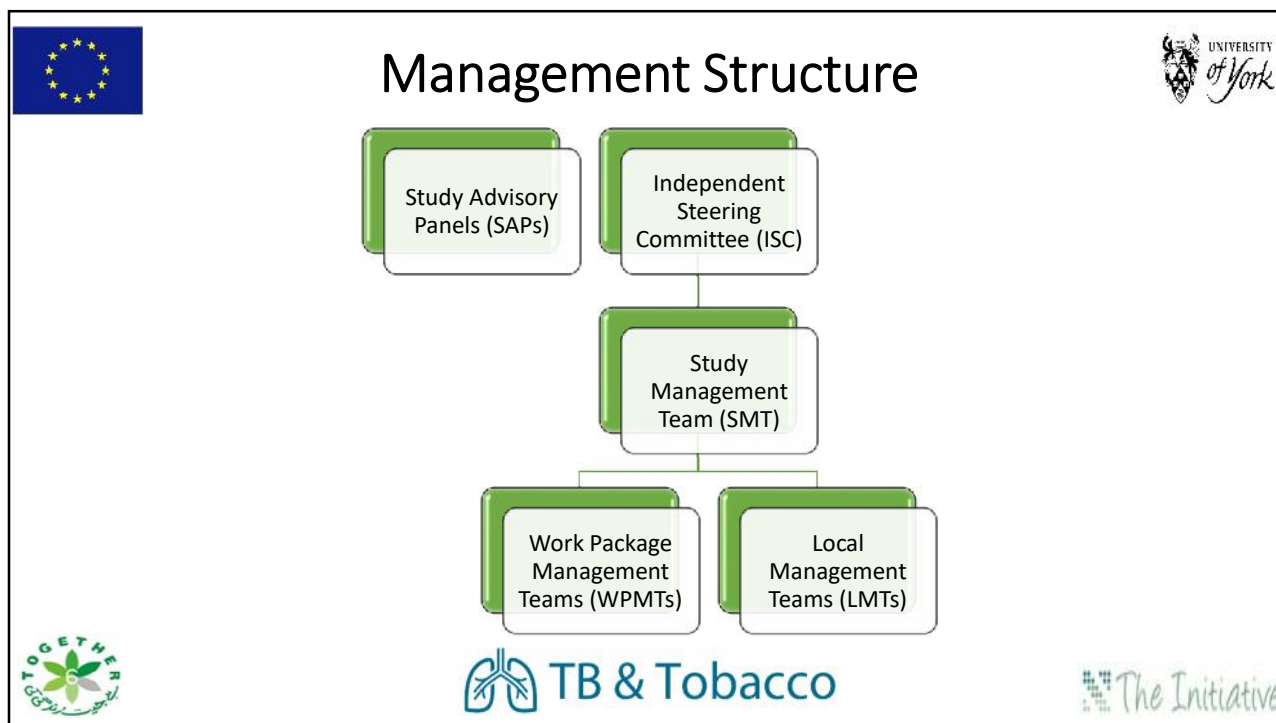 Management Structure
UNIVERSITY
of York
Study Advisory
Panels (SAPs)
Independent
Steering
Committee (ISC)
Study
Management
Team (SMT)
Work Package
Management
Teams (WPMTs)
Local
Management
Teams (LMTs)
TOGETHER
6
TB & Tobacco
The Initiative